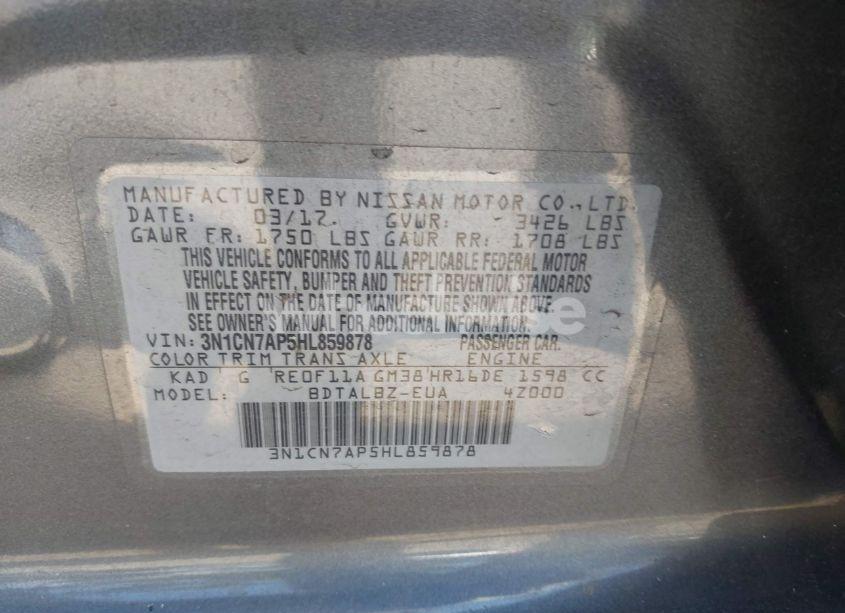 MANUFACTURED BY NISSAN MOTOR CO., LTD.
DATE: 03/17. GVWR: 3426 LBS
GAWR FR: 1750 LBS GAWR RR: 1708 LBS
THIS VEHICLE CONFORMS TO ALL APPLICABLE FEDERAL MOTOR
VEHICLE SAFETY, BUMPER AND THEFT PREVENTION STANDARDS
IN EFFECT ON THE DATE OF MANUFACTURE SHOWN ABOVE.
SEE OWNER'S MANUAL FOR ADDITIONAL INFORMATION.
VIN: 3N1CN7AP5HL859878 PASSENGER CAR.
COLOR TRIM TRANS AXLE ENGINE
KAD G RE0F11A GM38 HR16DE 1598 CC
MODEL: BDTALBZ-EUA 4Z000
3N1CN7AP5HL859878